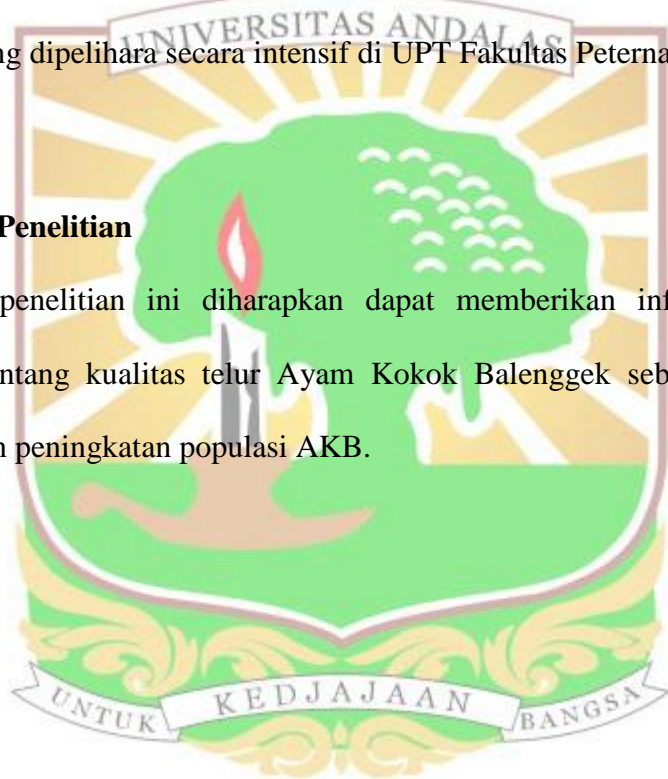 UNIVERSITAS ANDALAS
ng dipelihara secara intensif di UPT Fakultas Peterna
Penelitian
penelitian ini diharapkan dapat memberikan inf
ntang kualitas telur Ayam Kokok Balenggek seb
n peningkatan populasi AKB.
UNTUK KEDJAJAAN BANGSA